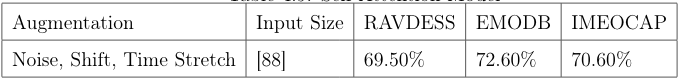 Augmentation Input Size RAVDESS EMODB IMEOCAP
Noise, Shift, Time Stretch [88] 69.50% 72.60% 70.60%